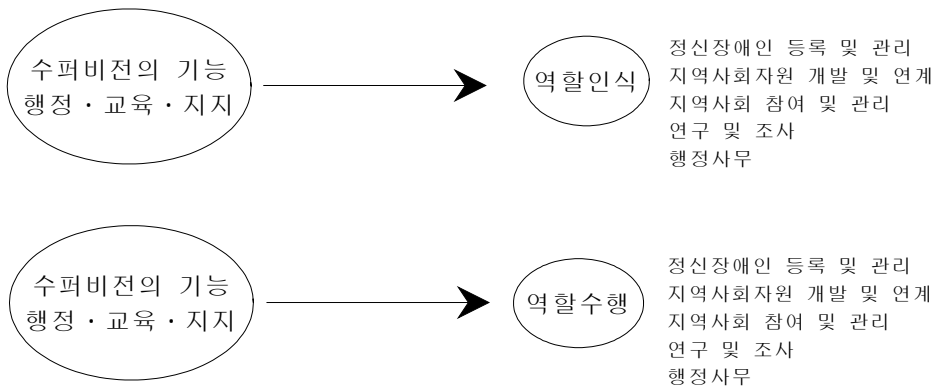 수퍼비전의 기능
행정·교육·지지
역할인식
정신장애인 등록 및 관리
지역사회자원 개발 및 연계
지역사회 참여 및 관리
연구 및 조사
행정사무
수퍼비전의 기능
행정·교육·지지
역할수행
정신장애인 등록 및 관리
지역사회자원 개발 및 연계
지역사회 참여 및 관리
연구 및 조사
행정사무